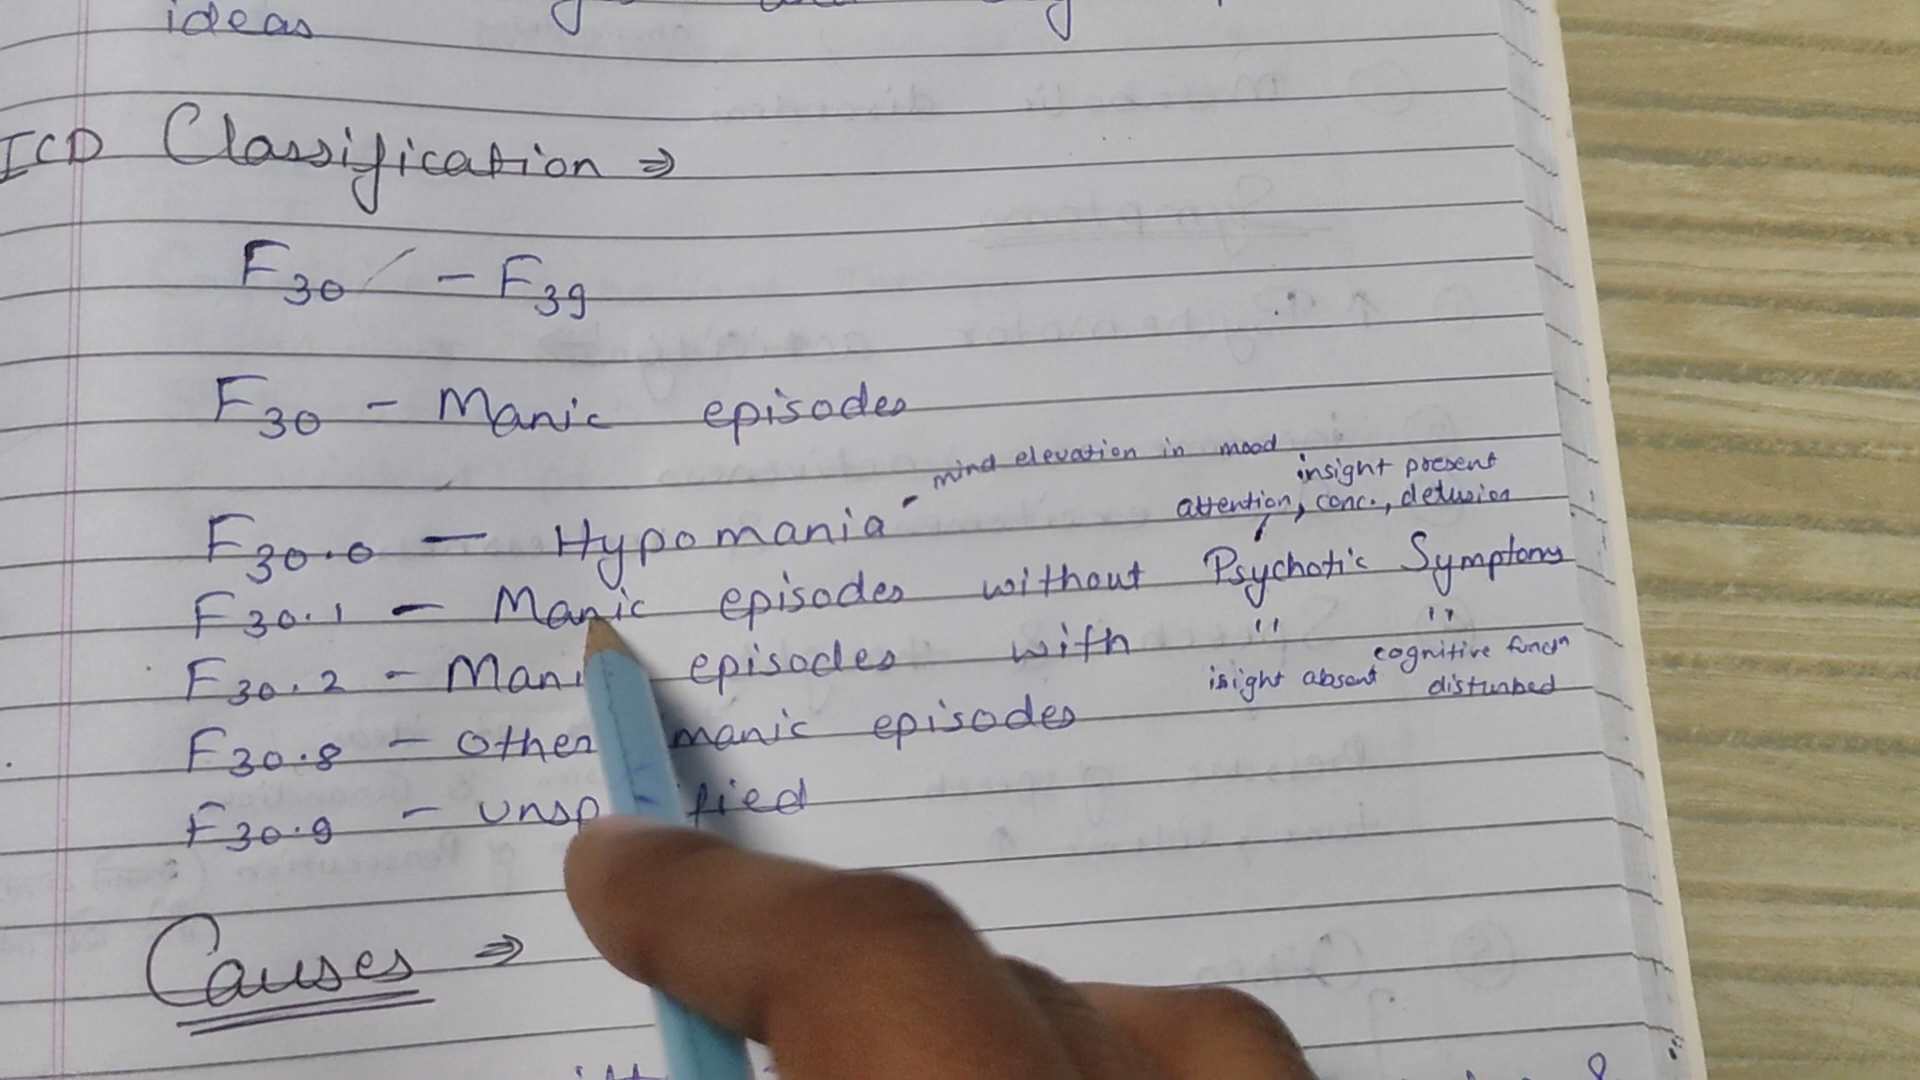 ideas
ICD Classification ⇒
F30 - F39
F30 - Manic episodes
mind elevation in mood
insight present
F30.0 - Hypomania
attention, conc., delusion
F30.1 - Manic episodes without Psychotic Symptoms
F30.2 - Mani episodes with " "
isight absent cognitive funcⁿ disturbed
F30.8 - Other manic episodes
F30.9 - unsp fied
Causes ⇒